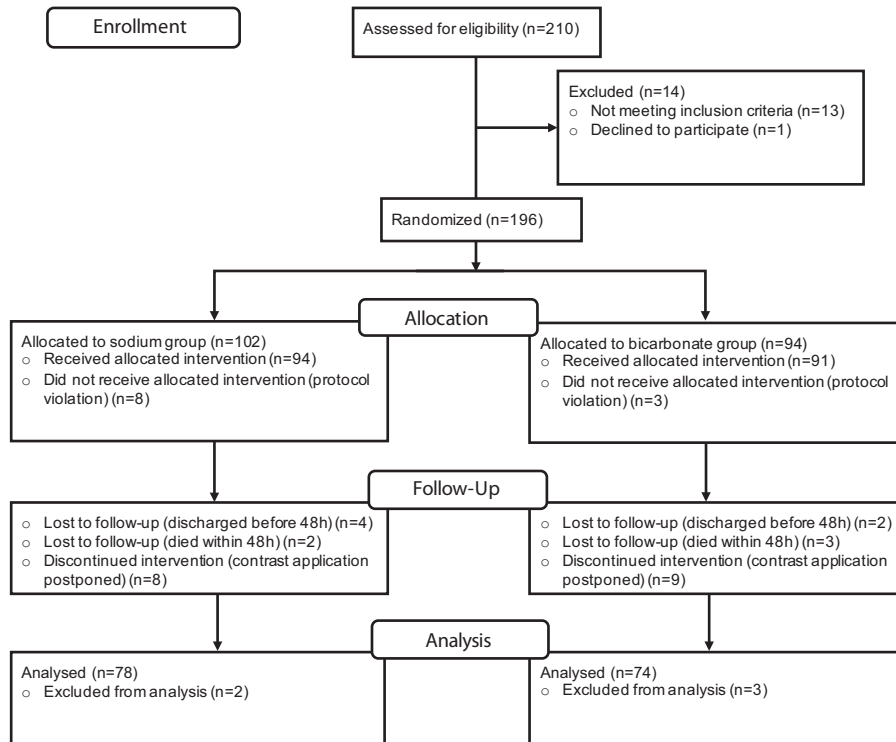 Enrollment
Assessed for eligibility (n=210)
Excluded (n=14)
○ Not meeting inclusion criteria (n=13)
○ Declined to participate (n=1)
Randomized (n=196)
Allocation
Allocated to sodium group (n=102)
○ Received allocated intervention (n=94)
○ Did not receive allocated intervention (protocol
violation) (n=8)
Allocated to bicarbonate group (n=94)
○ Received allocated intervention (n=91)
○ Did not receive allocated intervention (protocol
violation) (n=3)
Follow-Up
○ Lost to follow-up (discharged before 48h) (n=4)
○ Lost to follow-up (died within 48h) (n=2)
○ Discontinued intervention (contrast application
postponed) (n=8)
○ Lost to follow-up (discharged before 48h) (n=2)
○ Lost to follow-up (died within 48h) (n=3)
○ Discontinued intervention (contrast application
postponed) (n=9)
Analysis
Analysed (n=78)
○ Excluded from analysis (n=2)
Analysed (n=74)
○ Excluded from analysis (n=3)